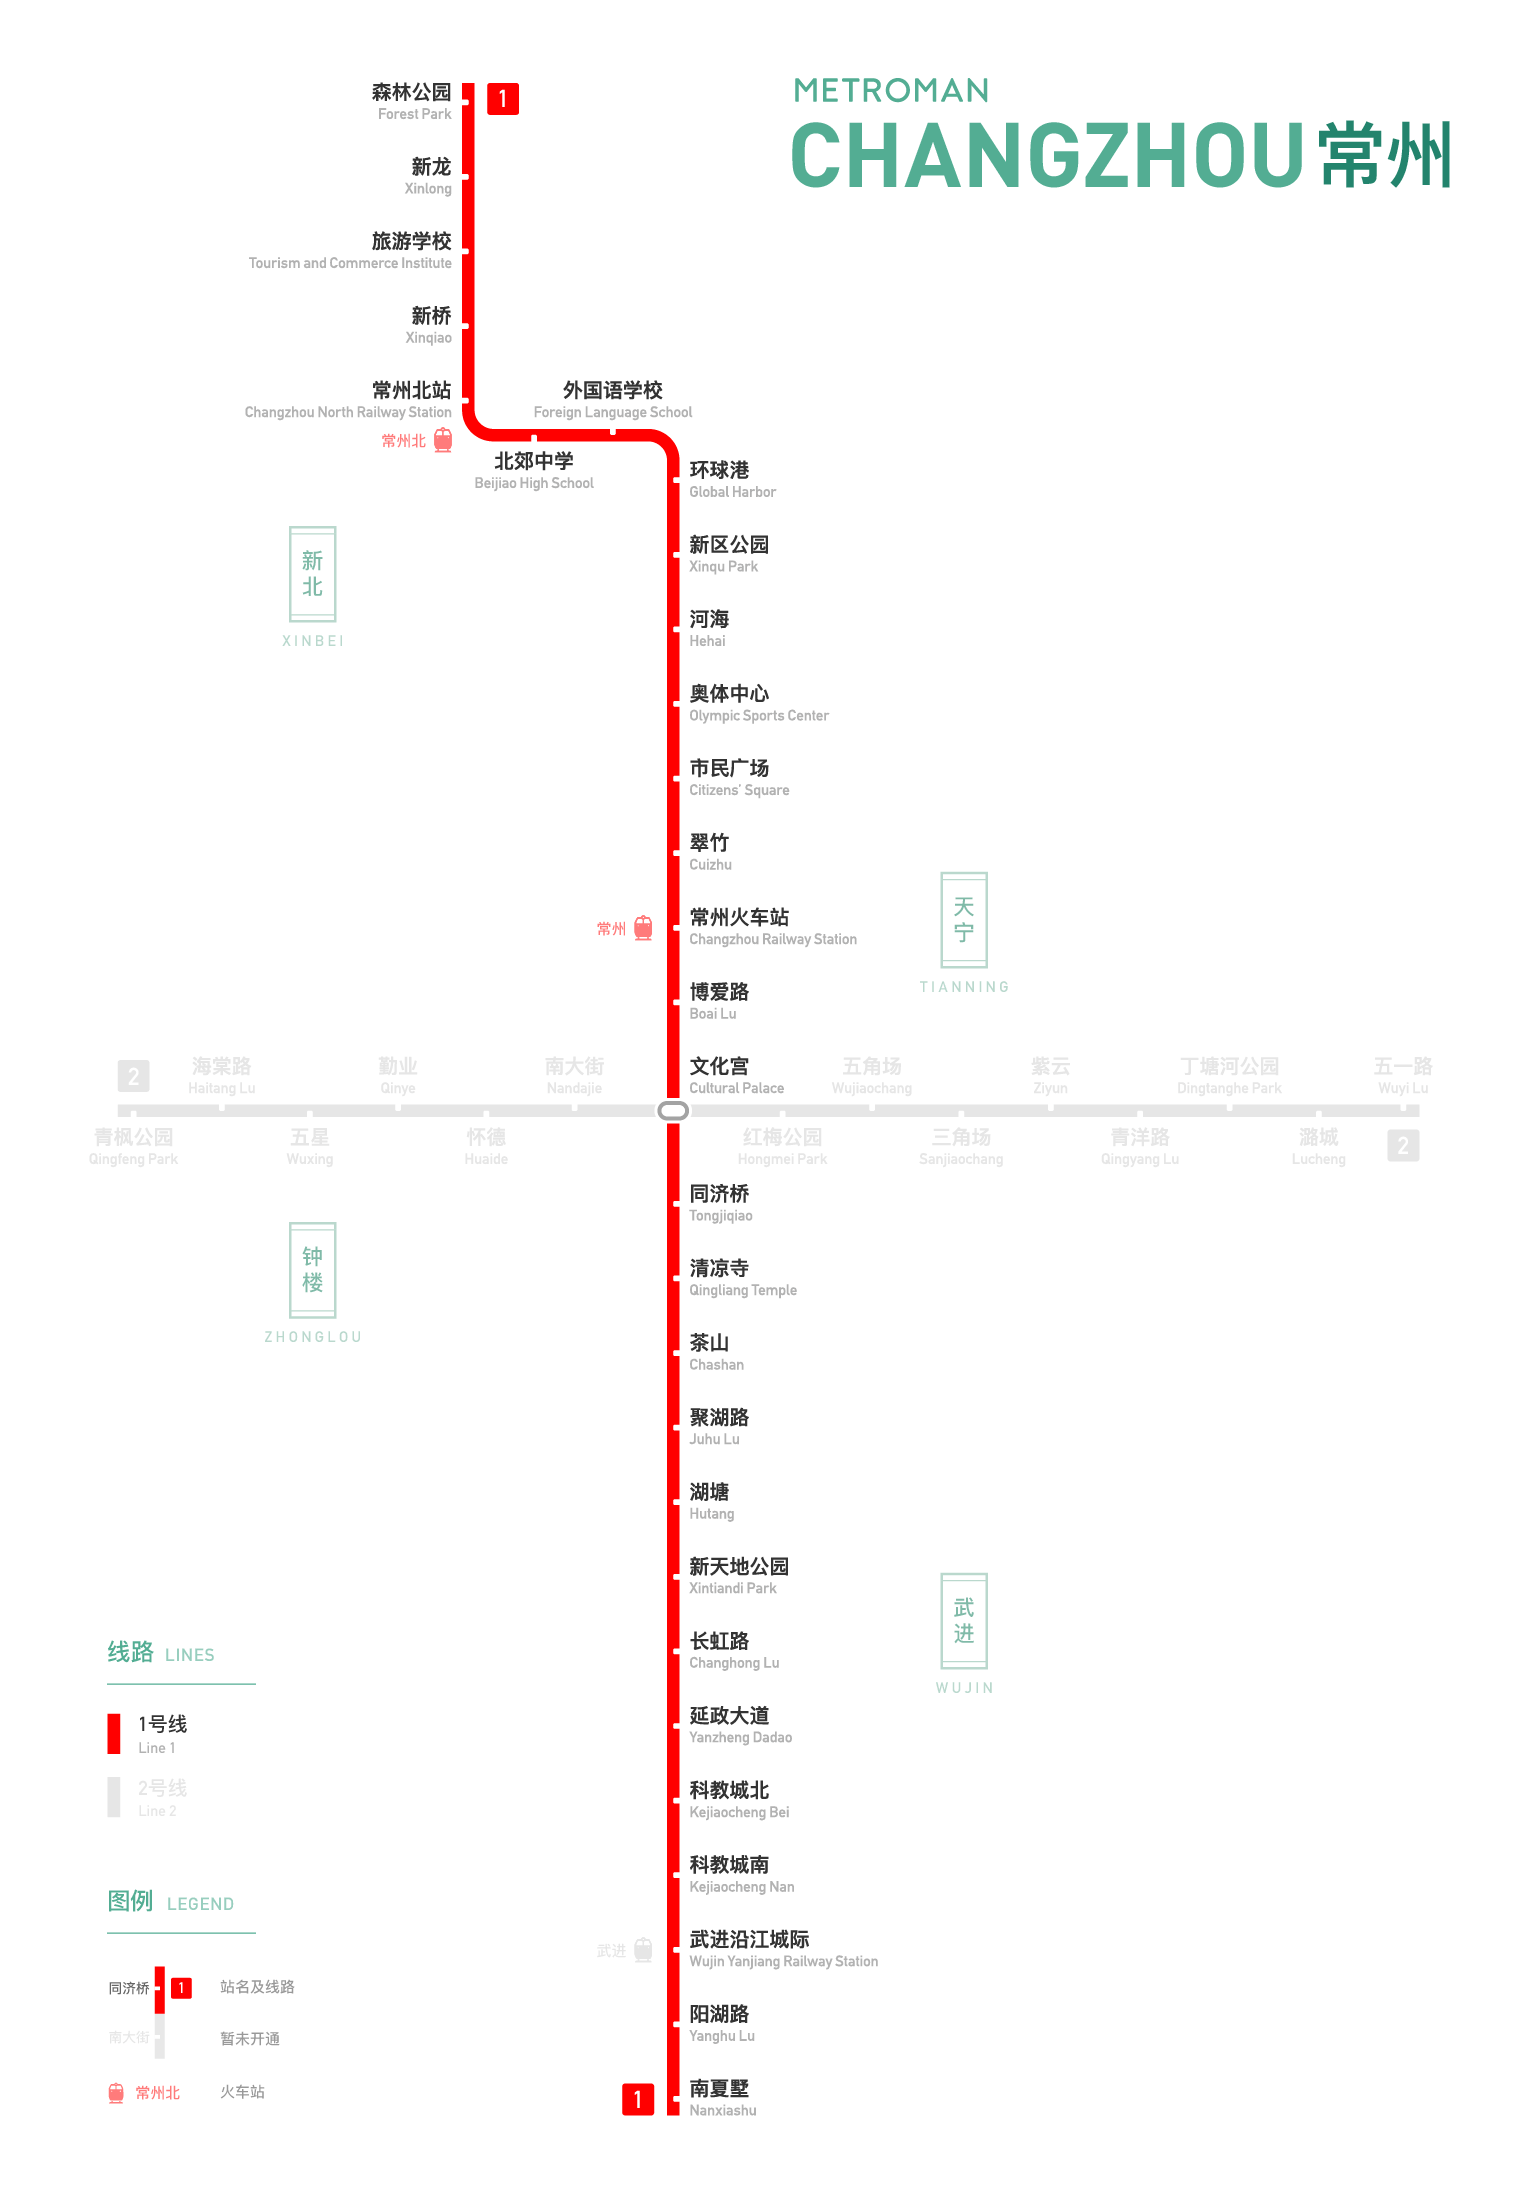 METROMAN
CHANGZHOU 常州
森林公园
Forest Park
1
新龙
Xinlong
旅游学校
Tourism and Commerce Institute
新桥
Xinqiao
常州北站
Changzhou North Railway Station
常州北
外国语学校
Foreign Language School
北郊中学
Beijiao High School
环球港
Global Harbor
新区公园
Xinqu Park
新
北
XINBEI
河海
Hehai
奥体中心
Olympic Sports Center
市民广场
Citizens' Square
翠竹
Cuizhu
常州火车站
Changzhou Railway Station
常州
天
宁
TIANNING
博爱路
Boai Lu
文化宫
Cultural Palace
2
海棠路
Haitang Lu
勤业
Qinye
南大街
Nandajie
五角场
Wujiaochang
紫云
Ziyun
丁塘河公园
Dingtanghe Park
五一路
Wuyi Lu
青枫公园
Qingfeng Park
五星
Wuxing
怀德
Huaide
红梅公园
Hongmei Park
三角场
Sanjiaochang
青洋路
Qingyang Lu
潞城
Lucheng
2
同济桥
Tongjiqiao
清凉寺
Qingliang Temple
钟
楼
ZHONGLOU
茶山
Chashan
聚湖路
Juhu Lu
湖塘
Hutang
新天地公园
Xintiandi Park
长虹路
Changhong Lu
武
进
WUJIN
延政大道
Yanzheng Dadao
科教城北
Kejiaocheng Bei
科教城南
Kejiaocheng Nan
武进沿江城际
Wujin Yanjiang Railway Station
武进
阳湖路
Yanghu Lu
南夏墅
Nanxiashu
1
线路 LINES
1号线
Line 1
2号线
Line 2
图例 LEGEND
同济桥 1 站名及线路
南大街 暂未开通
常州北 火车站